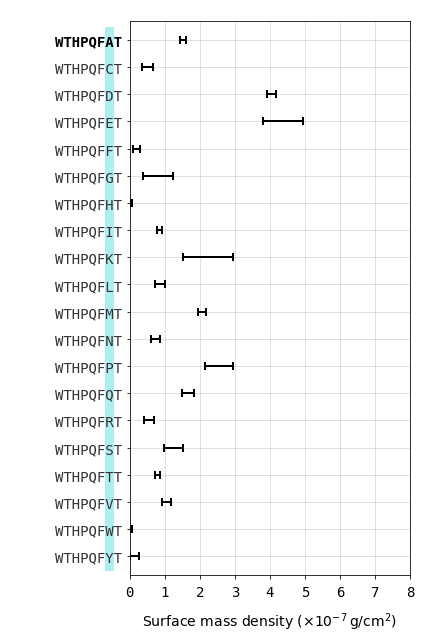 WTHPQFAT
WTHPQFCT
WTHPQFDT
WTHPQFET
WTHPQFFT
WTHPQFGT
WTHPQFHT
WTHPQFIT
WTHPQFKT
WTHPQFLT
WTHPQFMT
WTHPQFNT
WTHPQFPT
WTHPQFQT
WTHPQFRT
WTHPQFST
WTHPQFTT
WTHPQFVT
WTHPQFWT
WTHPQFYT
0 1 2 3 4 5 6 7 8
Surface mass density (×10⁻⁷ g/cm²)